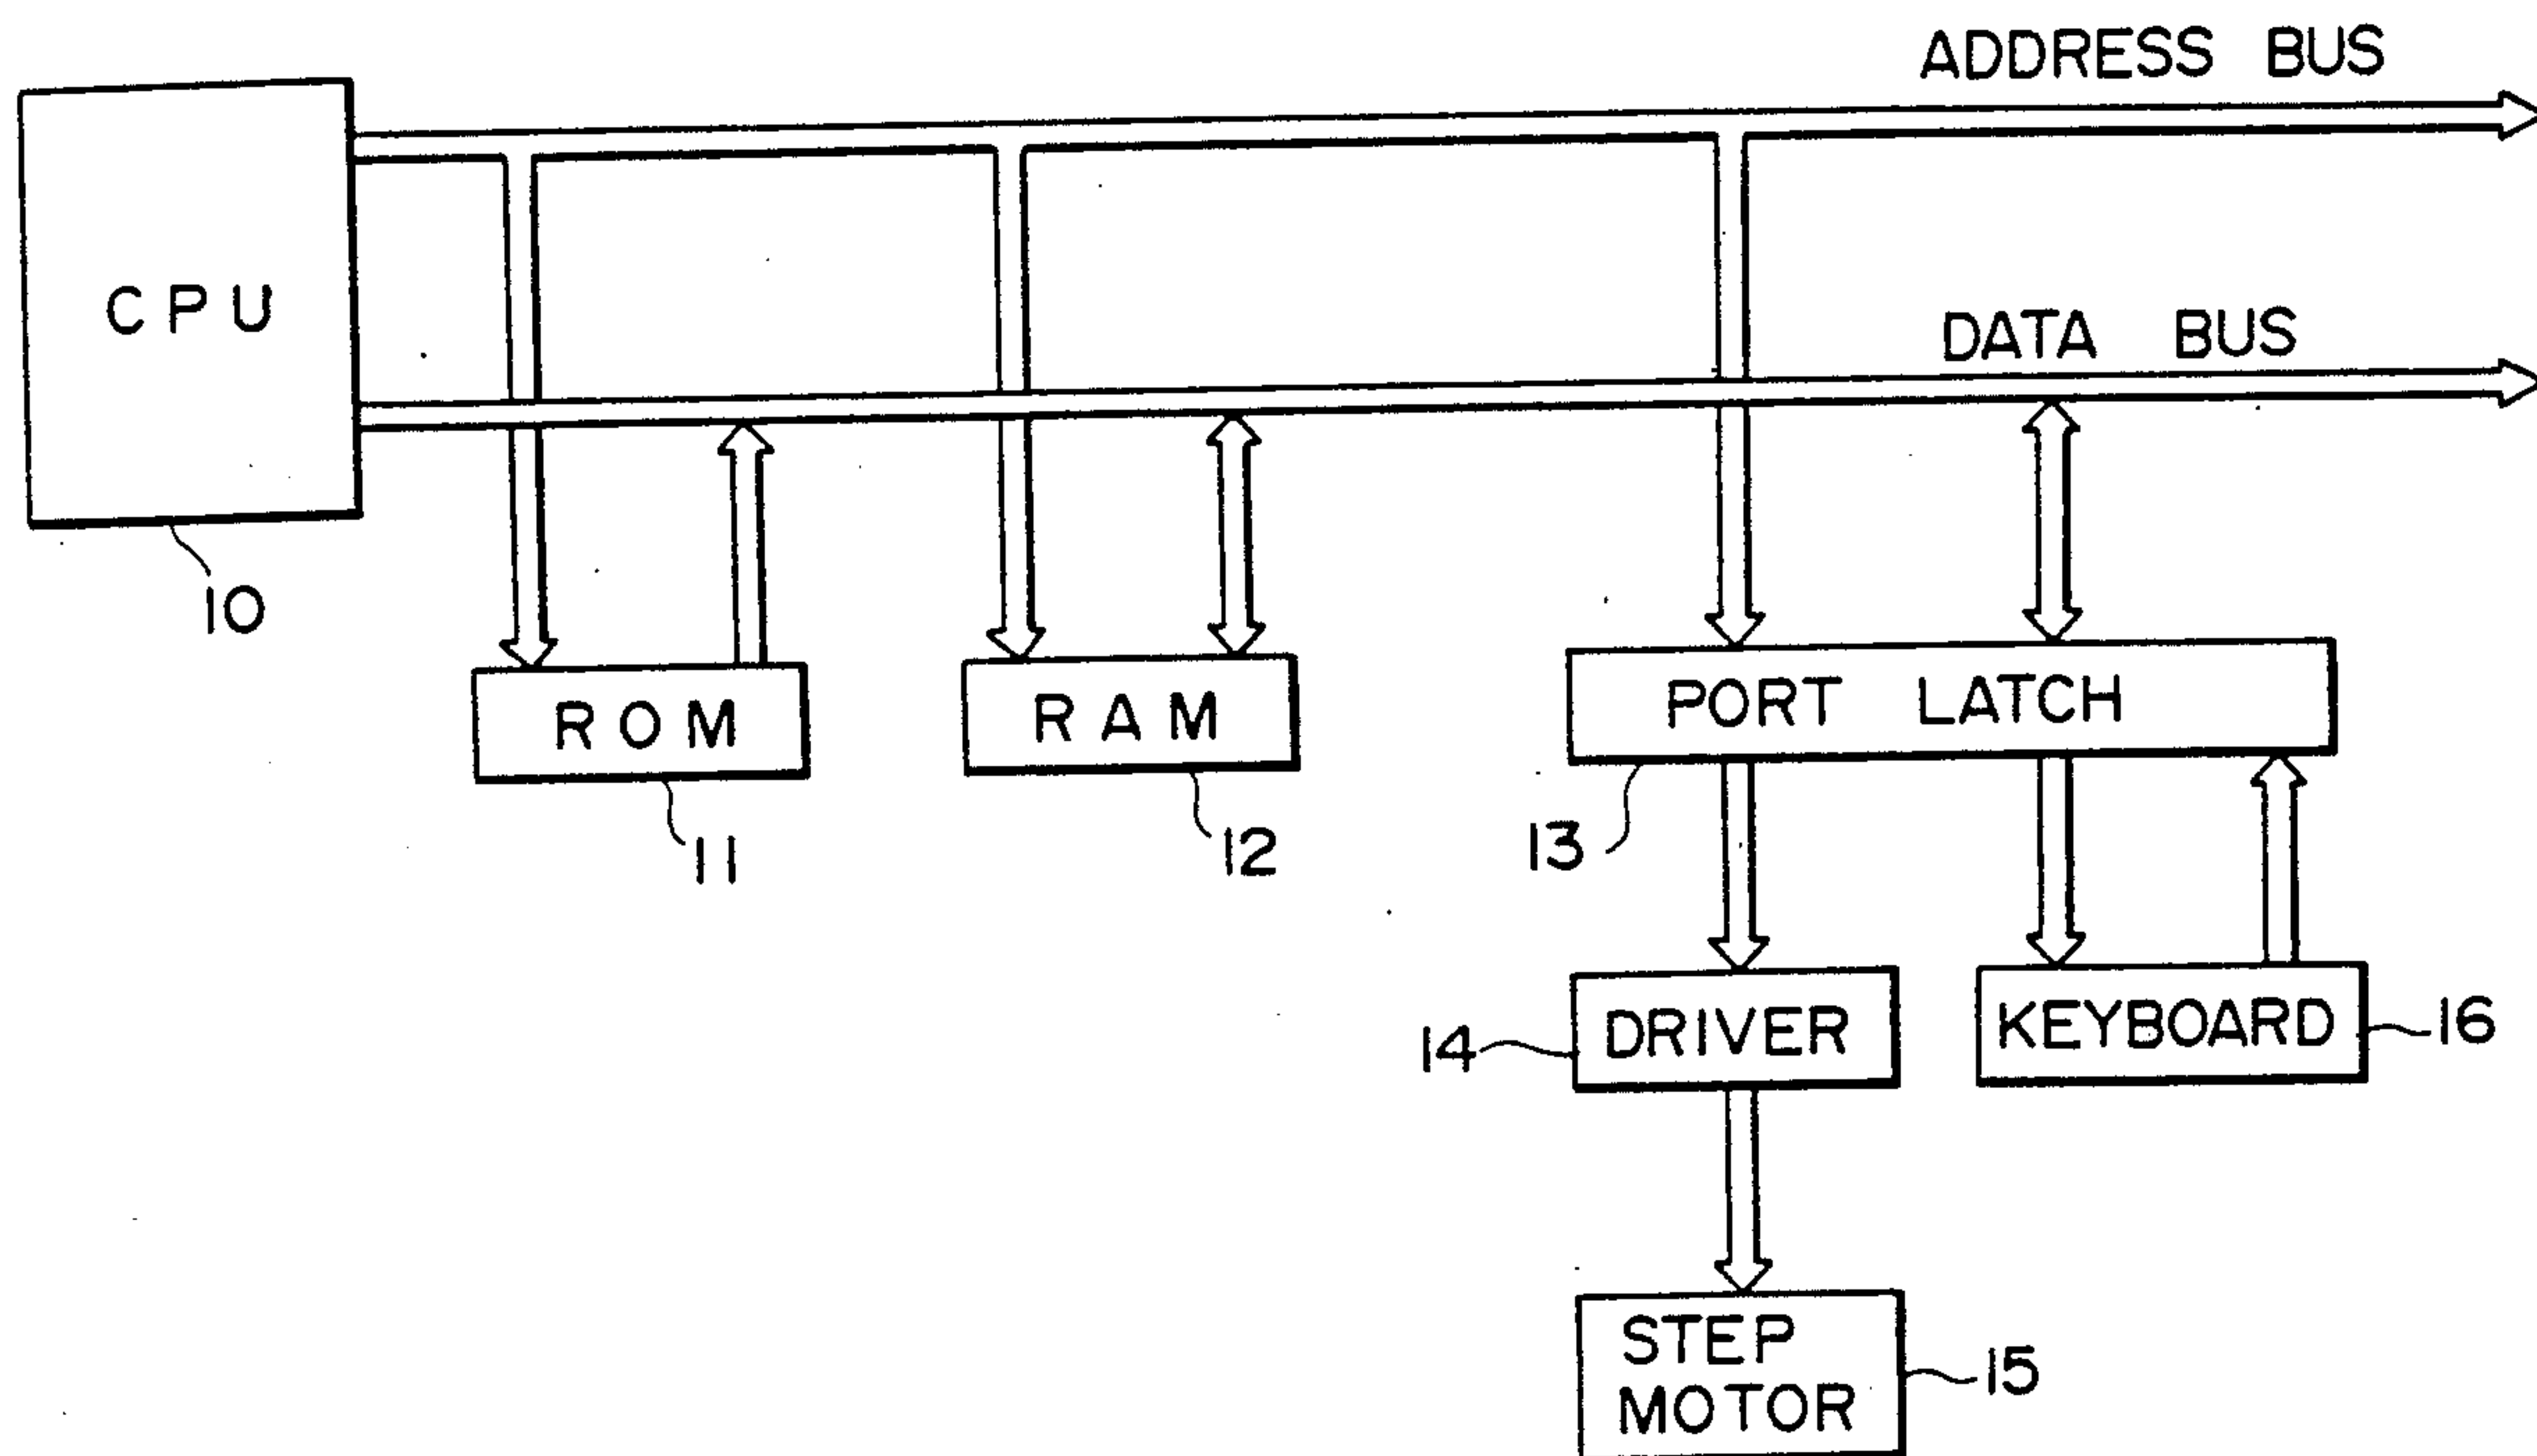 ADDRESS BUS
CPU
DATA BUS
10
ROM
RAM
PORT LATCH
11
12
13
14
DRIVER
KEYBOARD
16
STEP
MOTOR
15